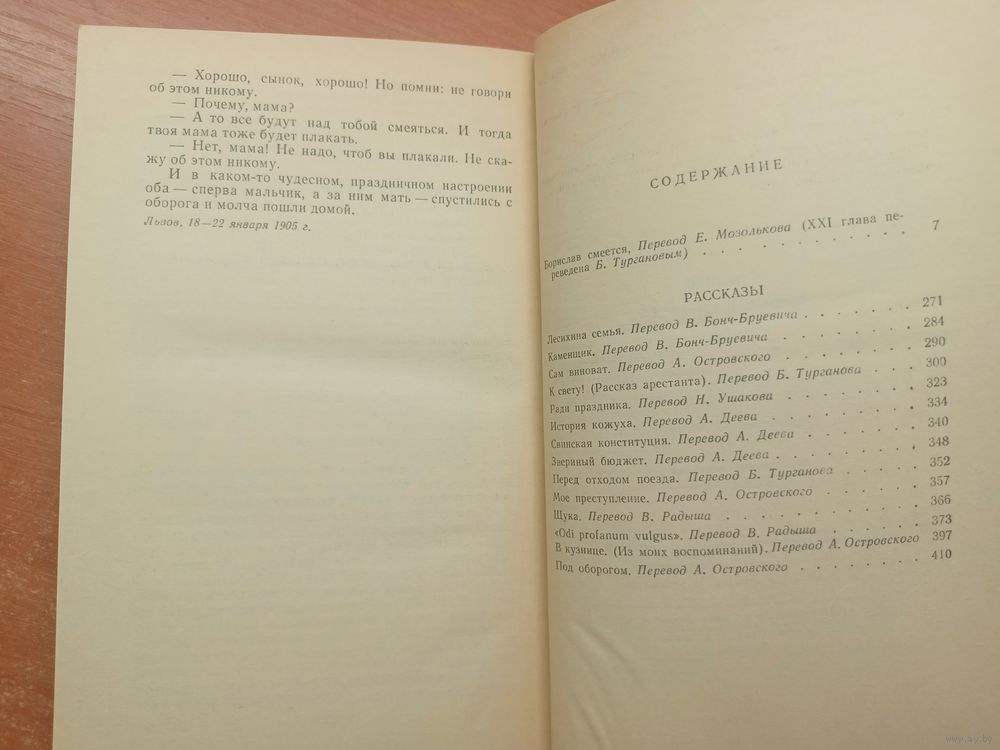 — Хорошо, сынок, хорошо! Но помни: не говори
об этом никому.
— Почему, мама?
— А то все будут над тобой смеяться. И тогда
твоя мама тоже будет плакать.
— Нет, мама! Не надо, чтоб вы плакали. Не ска-
жу об этом никому.
И в каком-то чудесном, праздничном настроении
оба — сперва мальчик, а за ним мать — спустились с
оборога и молча пошли домой.
Львов, 18—22 января 1905 г.
СОДЕРЖАНИЕ
Борислав смеется, Перевод Е. Мозолькова (XXI глава пе-
реведена Б. Тургановым) . . . . . . . . . . 7
РАССКАЗЫ
Лесихина семья. Перевод В. Бонч-Бруевича . . . . . . . 271
Каменщик. Перевод В. Бонч-Бруевича . . . . . . . 284
Сам виноват. Перевод А. Островского . . . . . . . 290
К свету! (Рассказ арестанта). Перевод Б. Турганова . . . . 300
Ради праздника. Перевод Н. Ушакова . . . . . . . 323
История кожуха. Перевод А. Деева . . . . . . . 334
Свинская конституция. Перевод А. Деева . . . . . . 340
Звериный бюджет. Перевод А. Деева . . . . . . . 348
Перед отходом поезда. Перевод Б. Турганова . . . . . 352
Мое преступление. Перевод А. Островского . . . . . 357
Щука. Перевод В. Радыша . . . . . . . . 366
«Odi profanum vulgus». Перевод В. Радыша . . . . . 373
В кузнице. (Из моих воспоминаний). Перевод А. Островского 397
Под оборогом. Перевод А. Островского . . . . . . . 410
www.ay.by